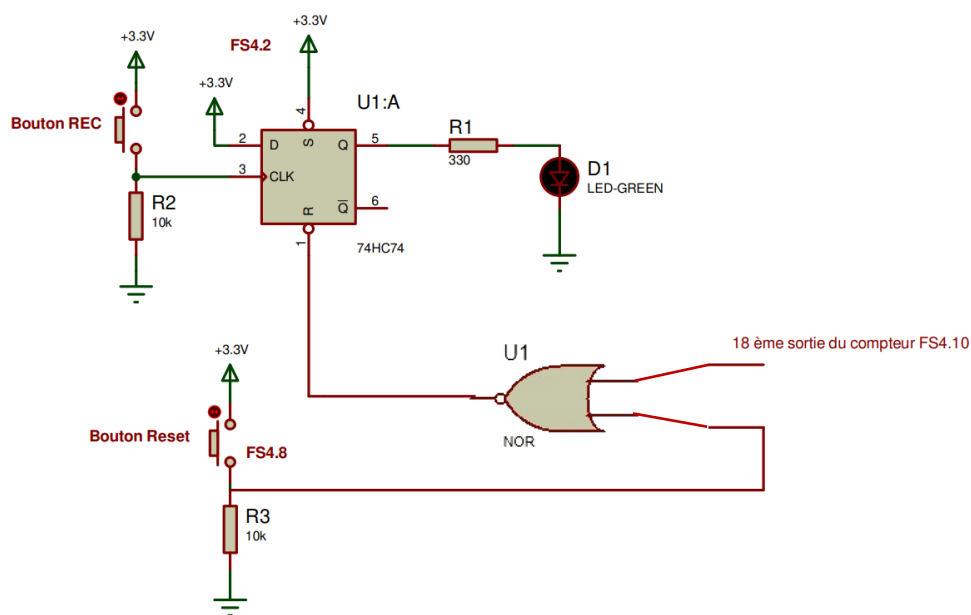 +3.3V
FS4.2
+3.3V
+3.3V
U1:A
Bouton REC
4
2
D
S
Q
5
R1
330
D1
LED-GREEN
3
CLK
R2
10k
R
Q
6
1
74HC74
+3.3V
U1
18 ème sortie du compteur FS4.10
Bouton Reset
FS4.8
NOR
R3
10k